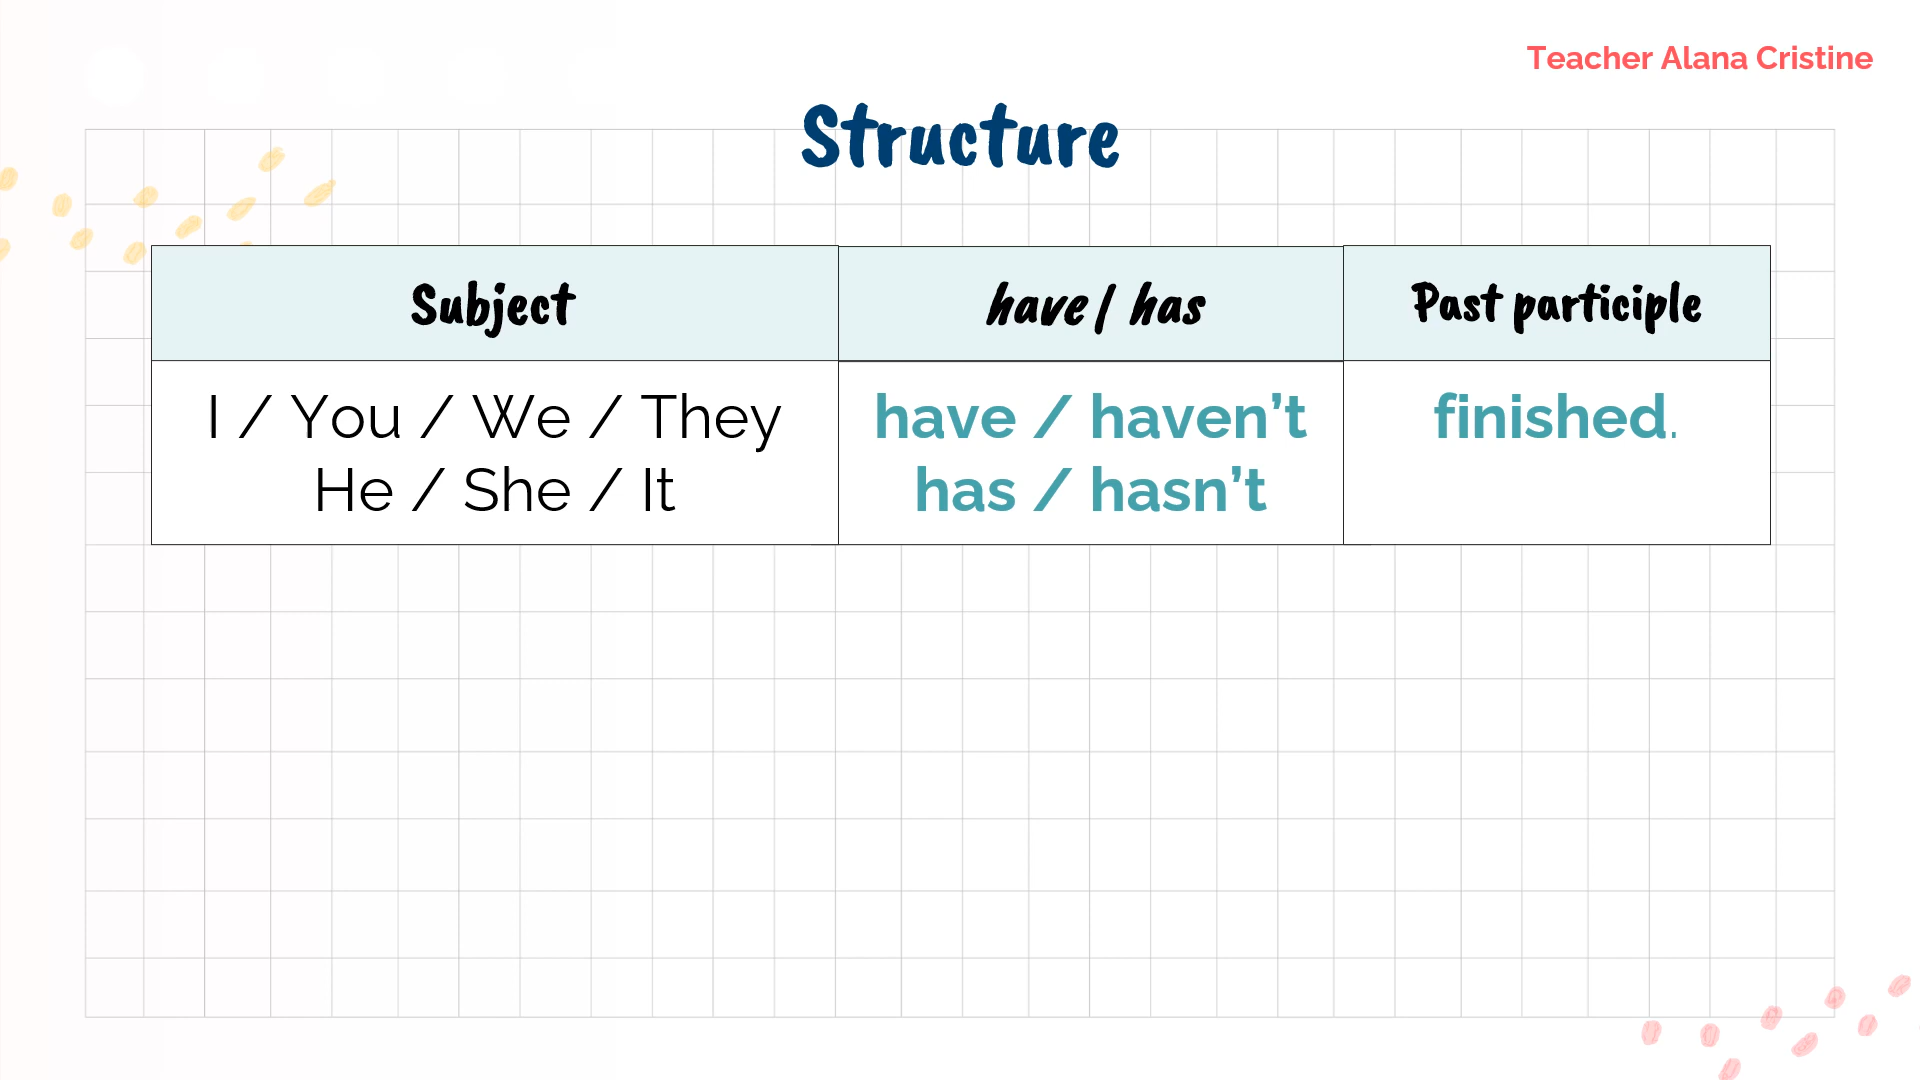 Teacher Alana Cristine
Structure
Subject
have / has
Past participle
I / You / We / They
have / haven’t
finished.
He / She / It
has / hasn’t